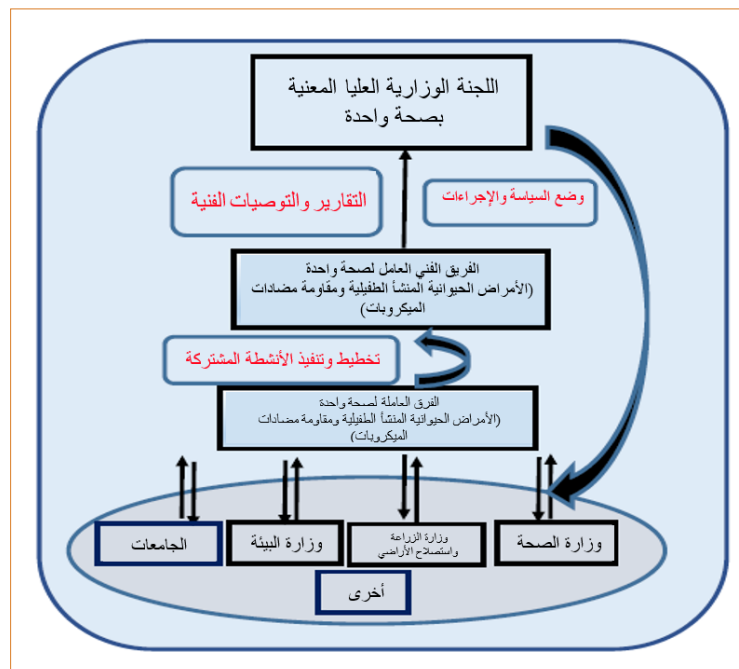 اللجنة الوزارية العليا المعنية
بصحة واحدة
وضع السياسة والإجراءات
التقارير والتوصيات الفنية
الفريق الفني العامل لصحة واحدة
(الأمراض الحيوانية المنشأ الطفيلية ومقاومة مضادات
الميكروبات)
تخطيط وتنفيذ الأنشطة المشتركة
الفرق العاملة لصحة واحدة
(الأمراض الحيوانية المنشأ الطفيلية ومقاومة مضادات
الميكروبات)
وزارة الصحة
وزارة الزراعة
واستصلاح الأراضي
وزارة البيئة
الجامعات
أخرى